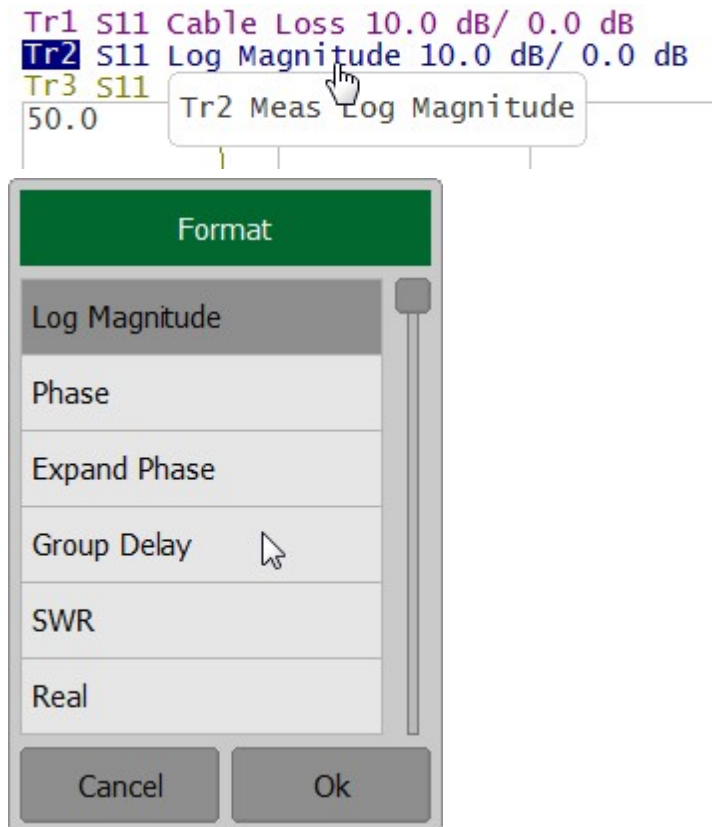 Tr1 S11 Cable Loss 10.0 dB/ 0.0 dB
Tr2 S11 Log Magnitude 10.0 dB/ 0.0 dB
Tr3 S11
Tr2 Meas Log Magnitude
50.0
Format
Log Magnitude
Phase
Expand Phase
Group Delay
SWR
Real
Cancel Ok